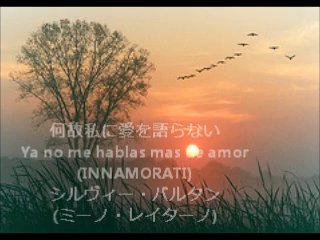 何故私に愛を語らない
Ya no me hablas mas de amor
(INNAMORATI)
シルヴィー・バルタン
(ミーノ・レイターノ)